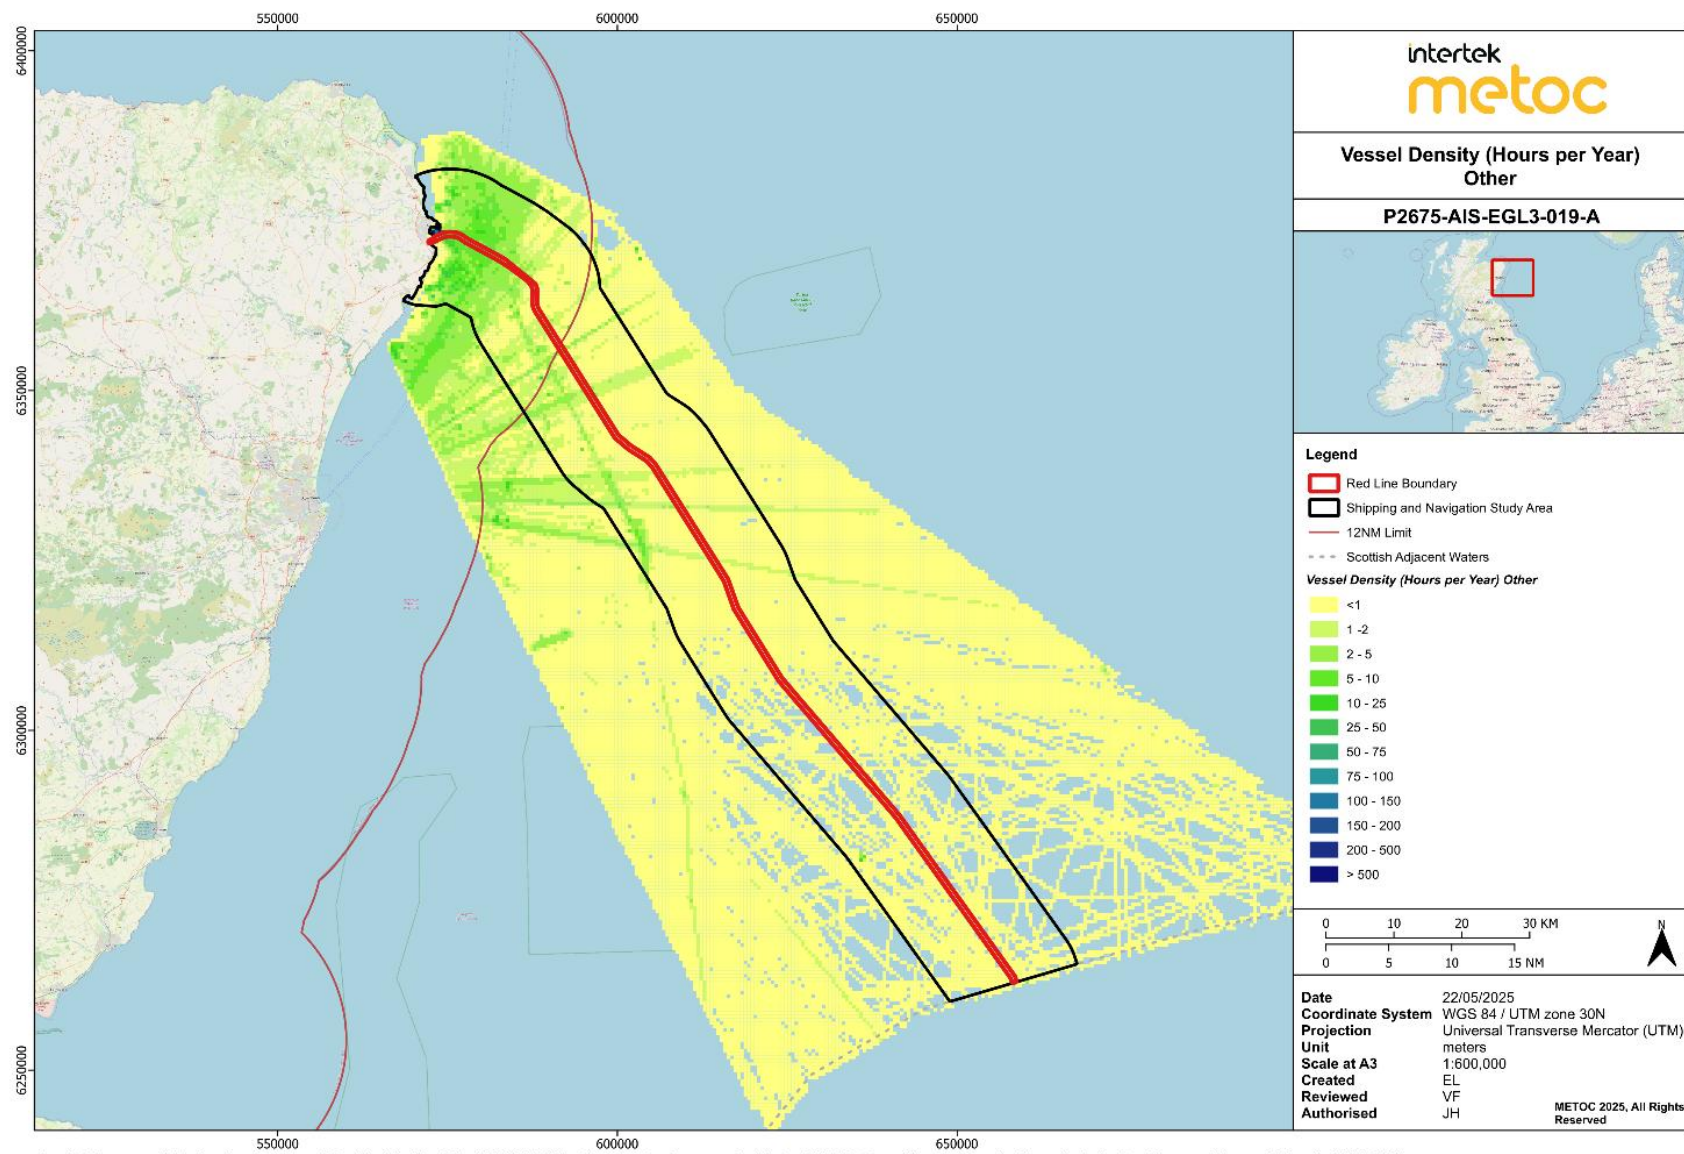 550000
600000
650000
6400000
6350000
6300000
6250000
550000
600000
650000
intertek
metoc
Vessel Density (Hours per Year)
Other
P2675-AIS-EGL3-019-A
Legend
Red Line Boundary
Shipping and Navigation Study Area
12NM Limit
Scottish Adjacent Waters
Vessel Density (Hours per Year) Other
<1
1 -2
2 - 5
5 - 10
10 - 25
25 - 50
50 - 75
75 - 100
100 - 150
150 - 200
200 - 500
> 500
0 10 20 30 KM
0 5 10 15 NM
N
Date 22/05/2025
Coordinate System WGS 84 / UTM zone 30N
Projection Universal Transverse Mercator (UTM)
Unit meters
Scale at A3 1:600,000
Created EL
Reviewed VF
Authorised JH
METOC 2025, All Rights
Reserved